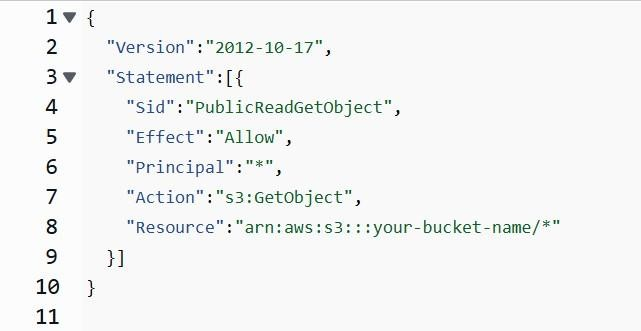 1 {
2 "Version":"2012-10-17",
3 "Statement":[{
4 "Sid":"PublicReadGetObject",
5 "Effect":"Allow",
6 "Principal":"*",
7 "Action":"s3:GetObject",
8 "Resource":"arn:aws:s3:::your-bucket-name/*"
9 }]
10 }
11